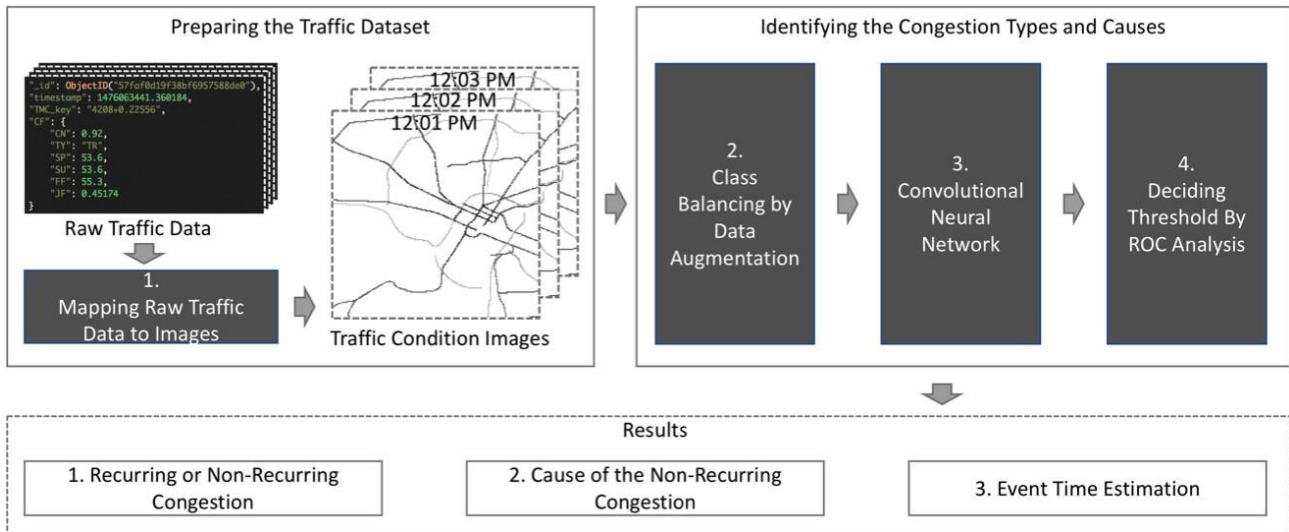 Preparing the Traffic Dataset
"_id": ObjectID("57faf0d19f38bf6957588de0"),
"timestamp": 1476063441.360184,
"TMC_key": "4208+0.22556",
"CF": {
"CN": 0.92,
"TY": "TR",
"SP": 53.6,
"SU": 53.6,
"FF": 55.3,
"JF": 0.45174
}
Raw Traffic Data
1.
Mapping Raw Traffic
Data to Images
12:03 PM
12:02 PM
12:01 PM
Traffic Condition Images
Identifying the Congestion Types and Causes
2.
Class
Balancing by
Data
Augmentation
3.
Convolutional
Neural
Network
4.
Deciding
Threshold By
ROC Analysis
Results
1. Recurring or Non-Recurring
Congestion
2. Cause of the Non-Recurring
Congestion
3. Event Time Estimation